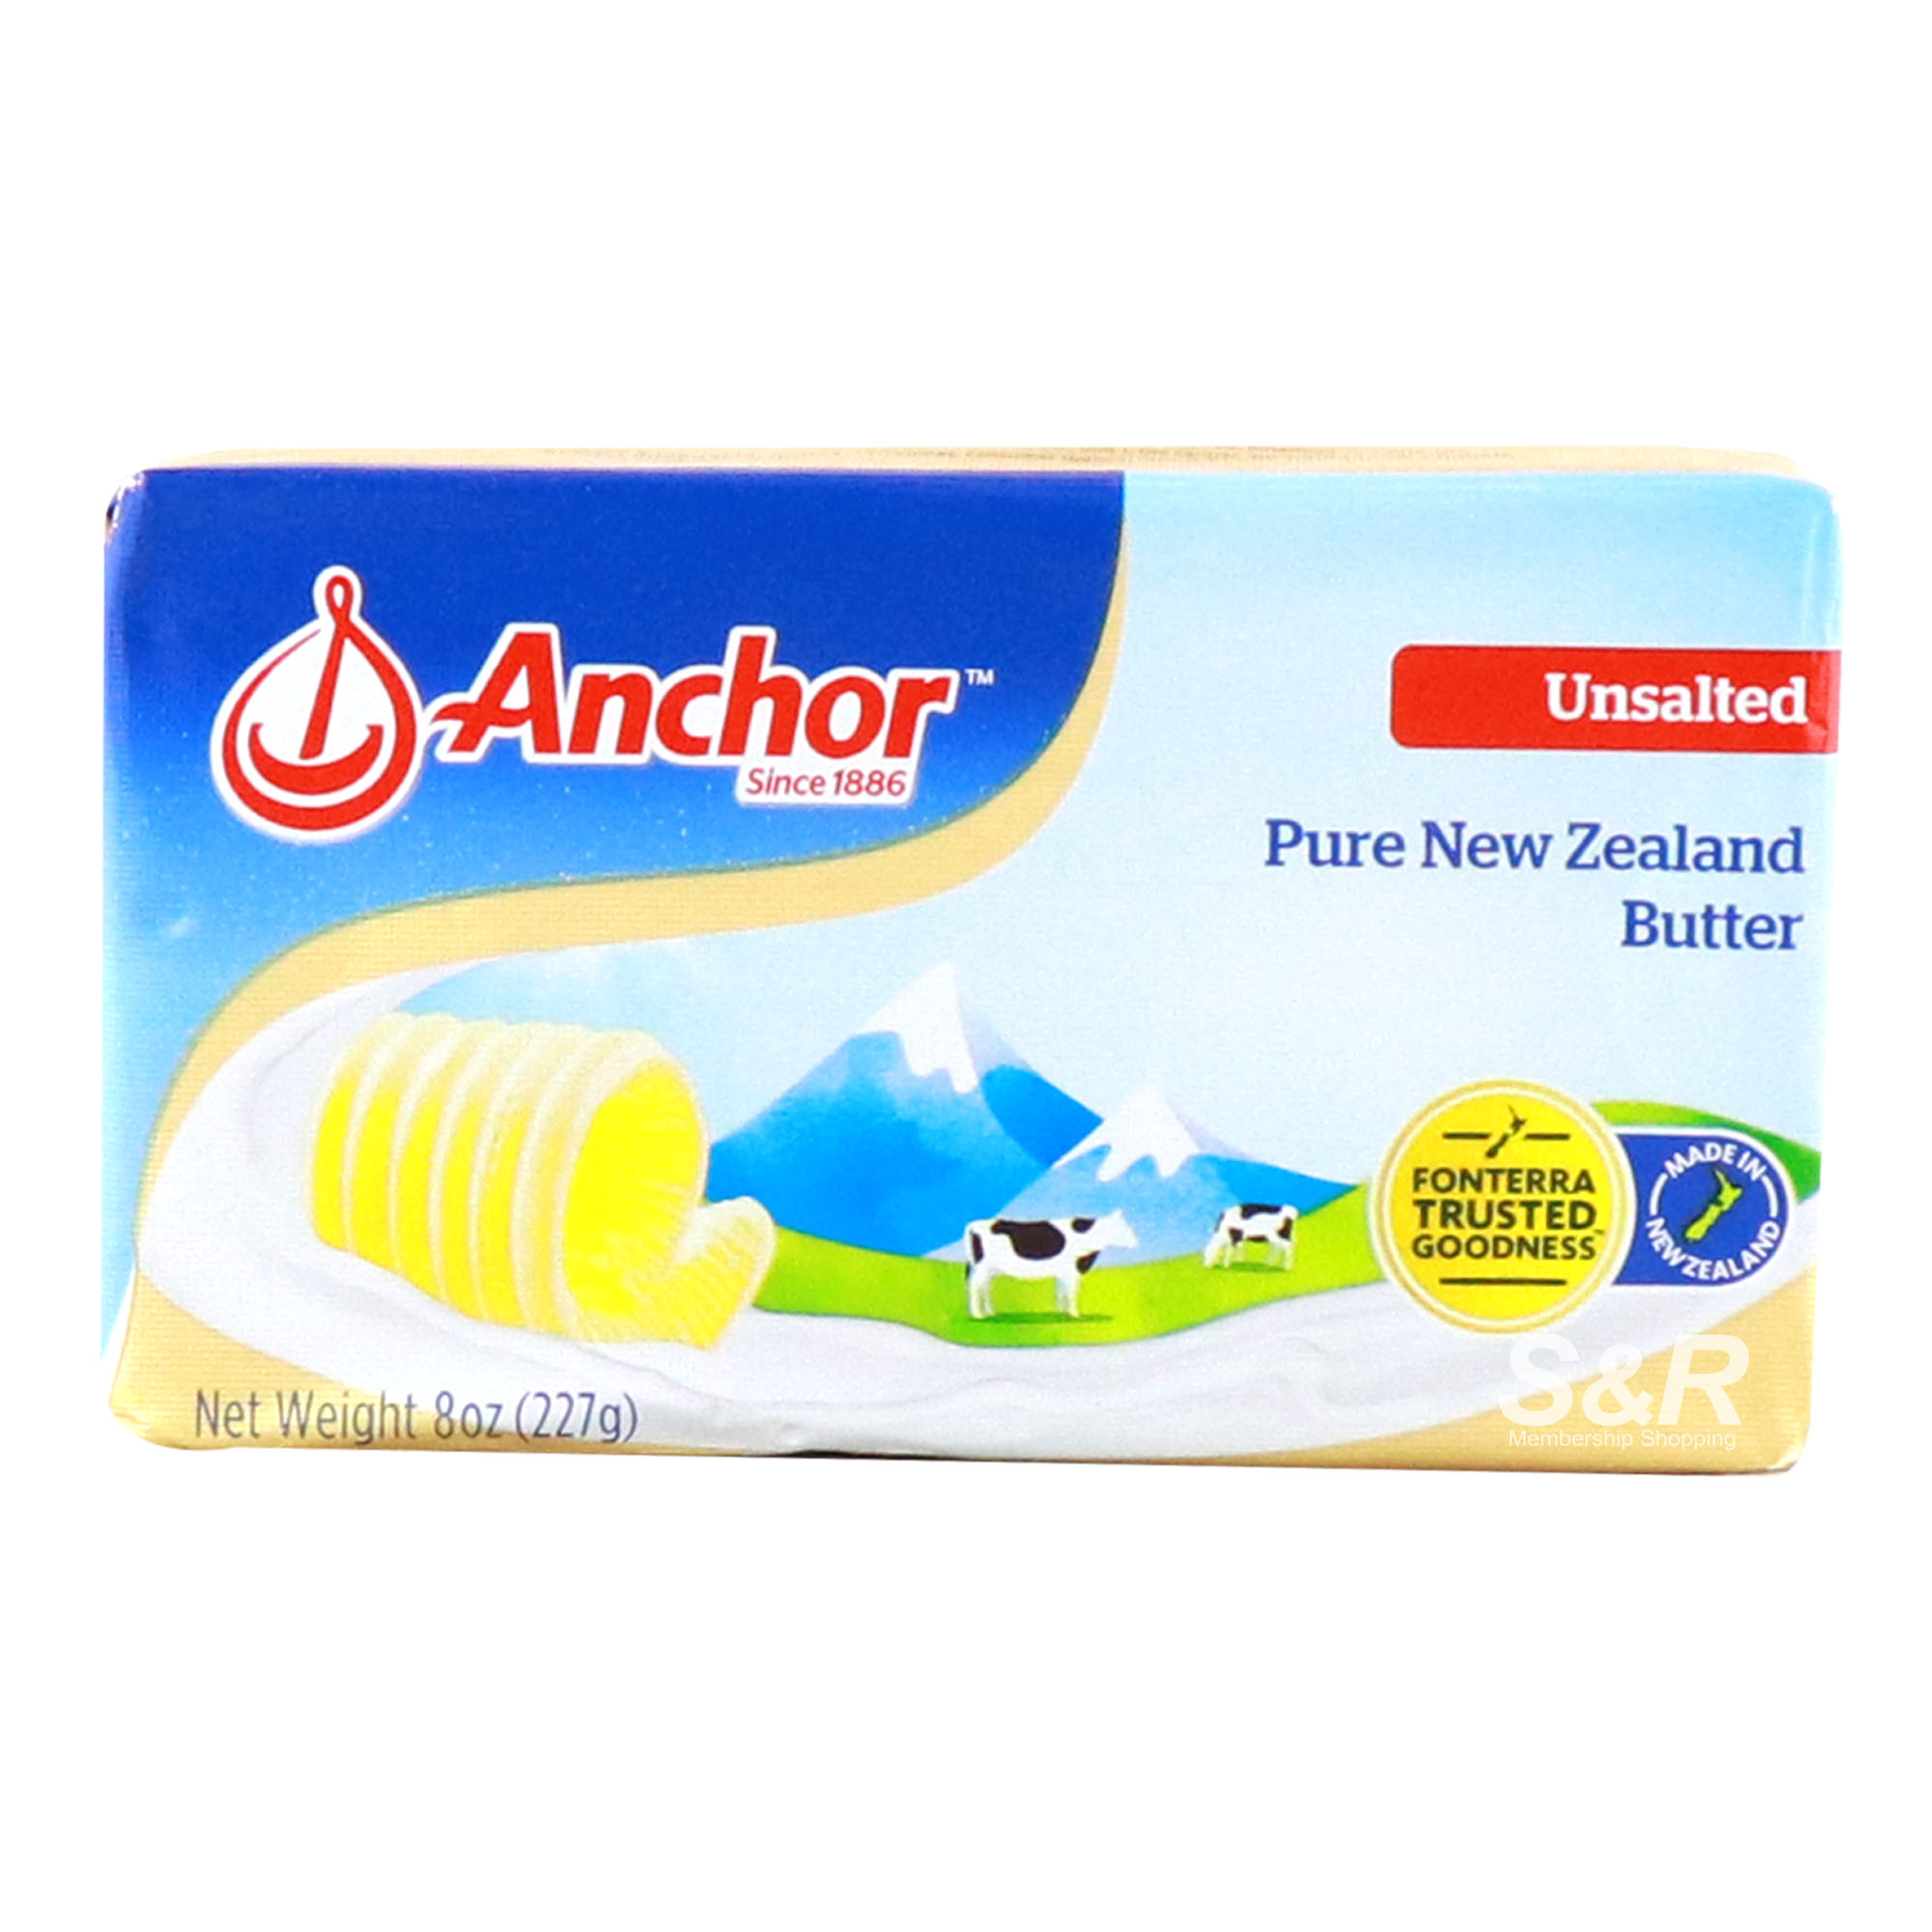 Anchor™
Since 1886
Unsalted
Pure New Zealand
Butter
FONTERRA
TRUSTED
GOODNESS™
MADE IN
NEW ZEALAND
Net Weight 8oz (227g)
S&R
Membership Shopping